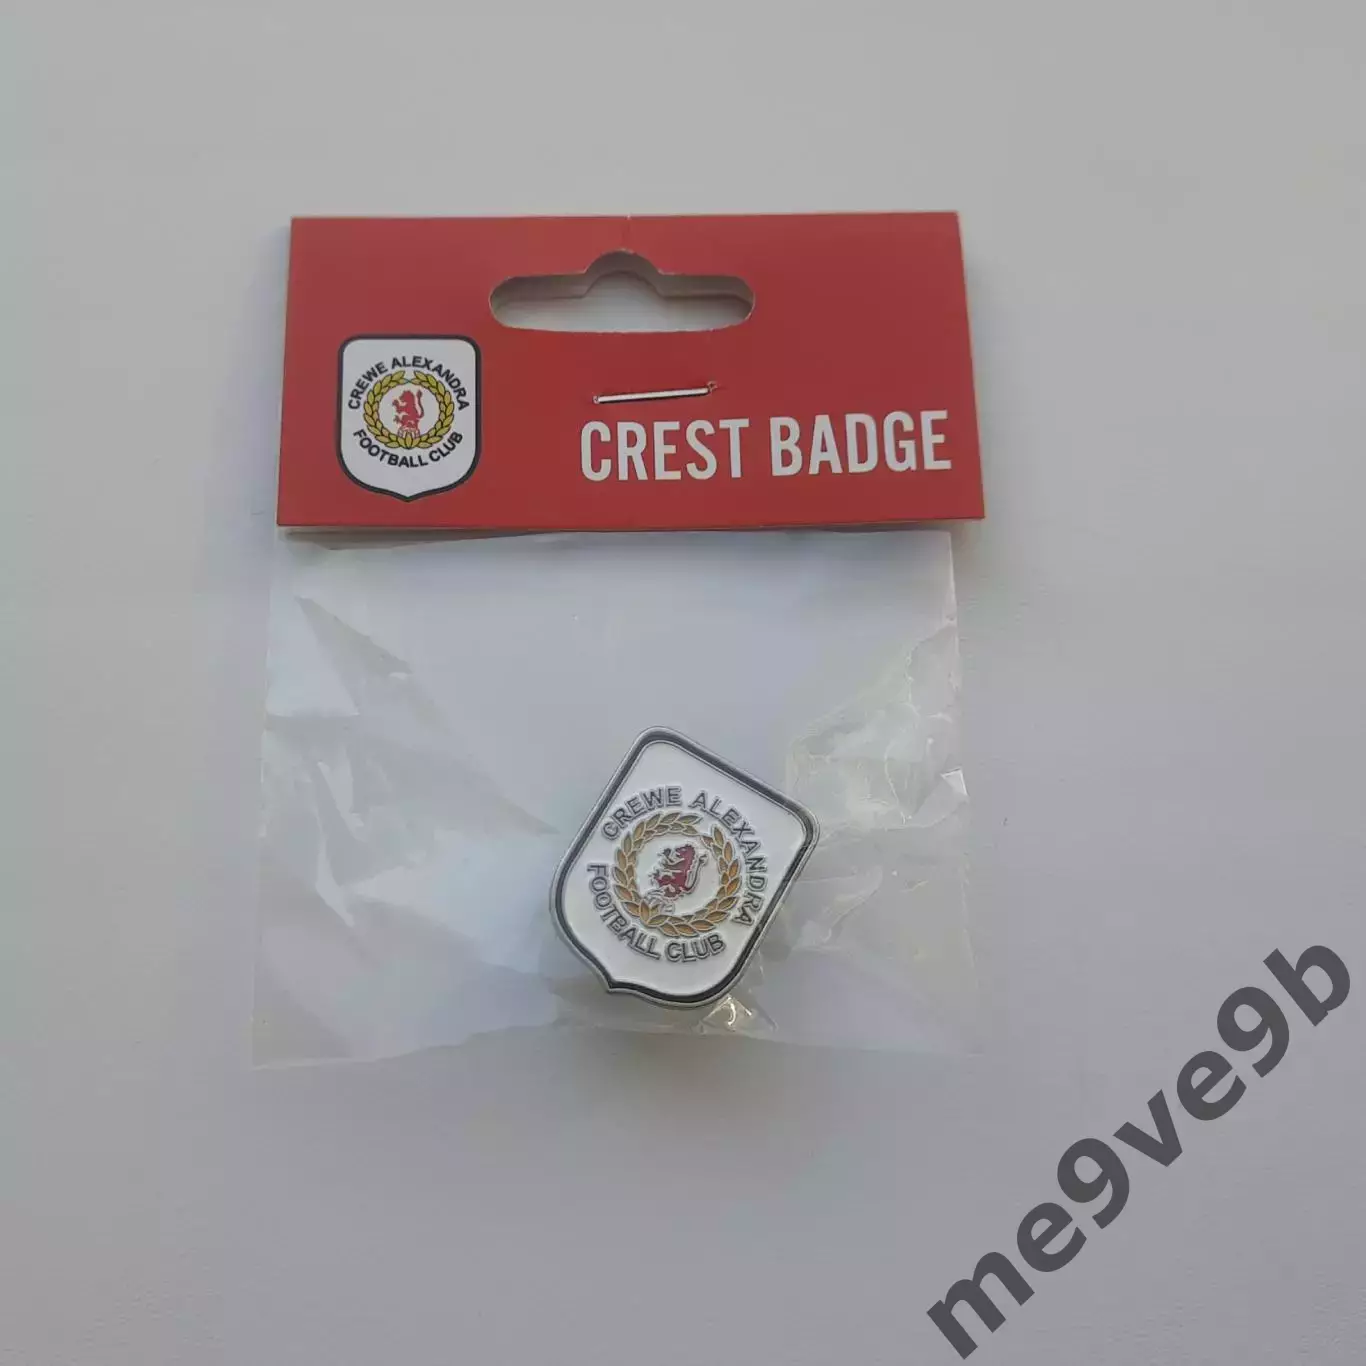 CREWE ALEXANDRA
FOOTBALL CLUB
CREST BADGE
CREWE ALEXANDRA
FOOTBALL CLUB
me9ve9b